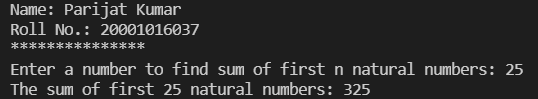 Name: Parijat Kumar
Roll No.: 20001016037
***************
Enter a number to find sum of first n natural numbers: 25
The sum of first 25 natural numbers: 325